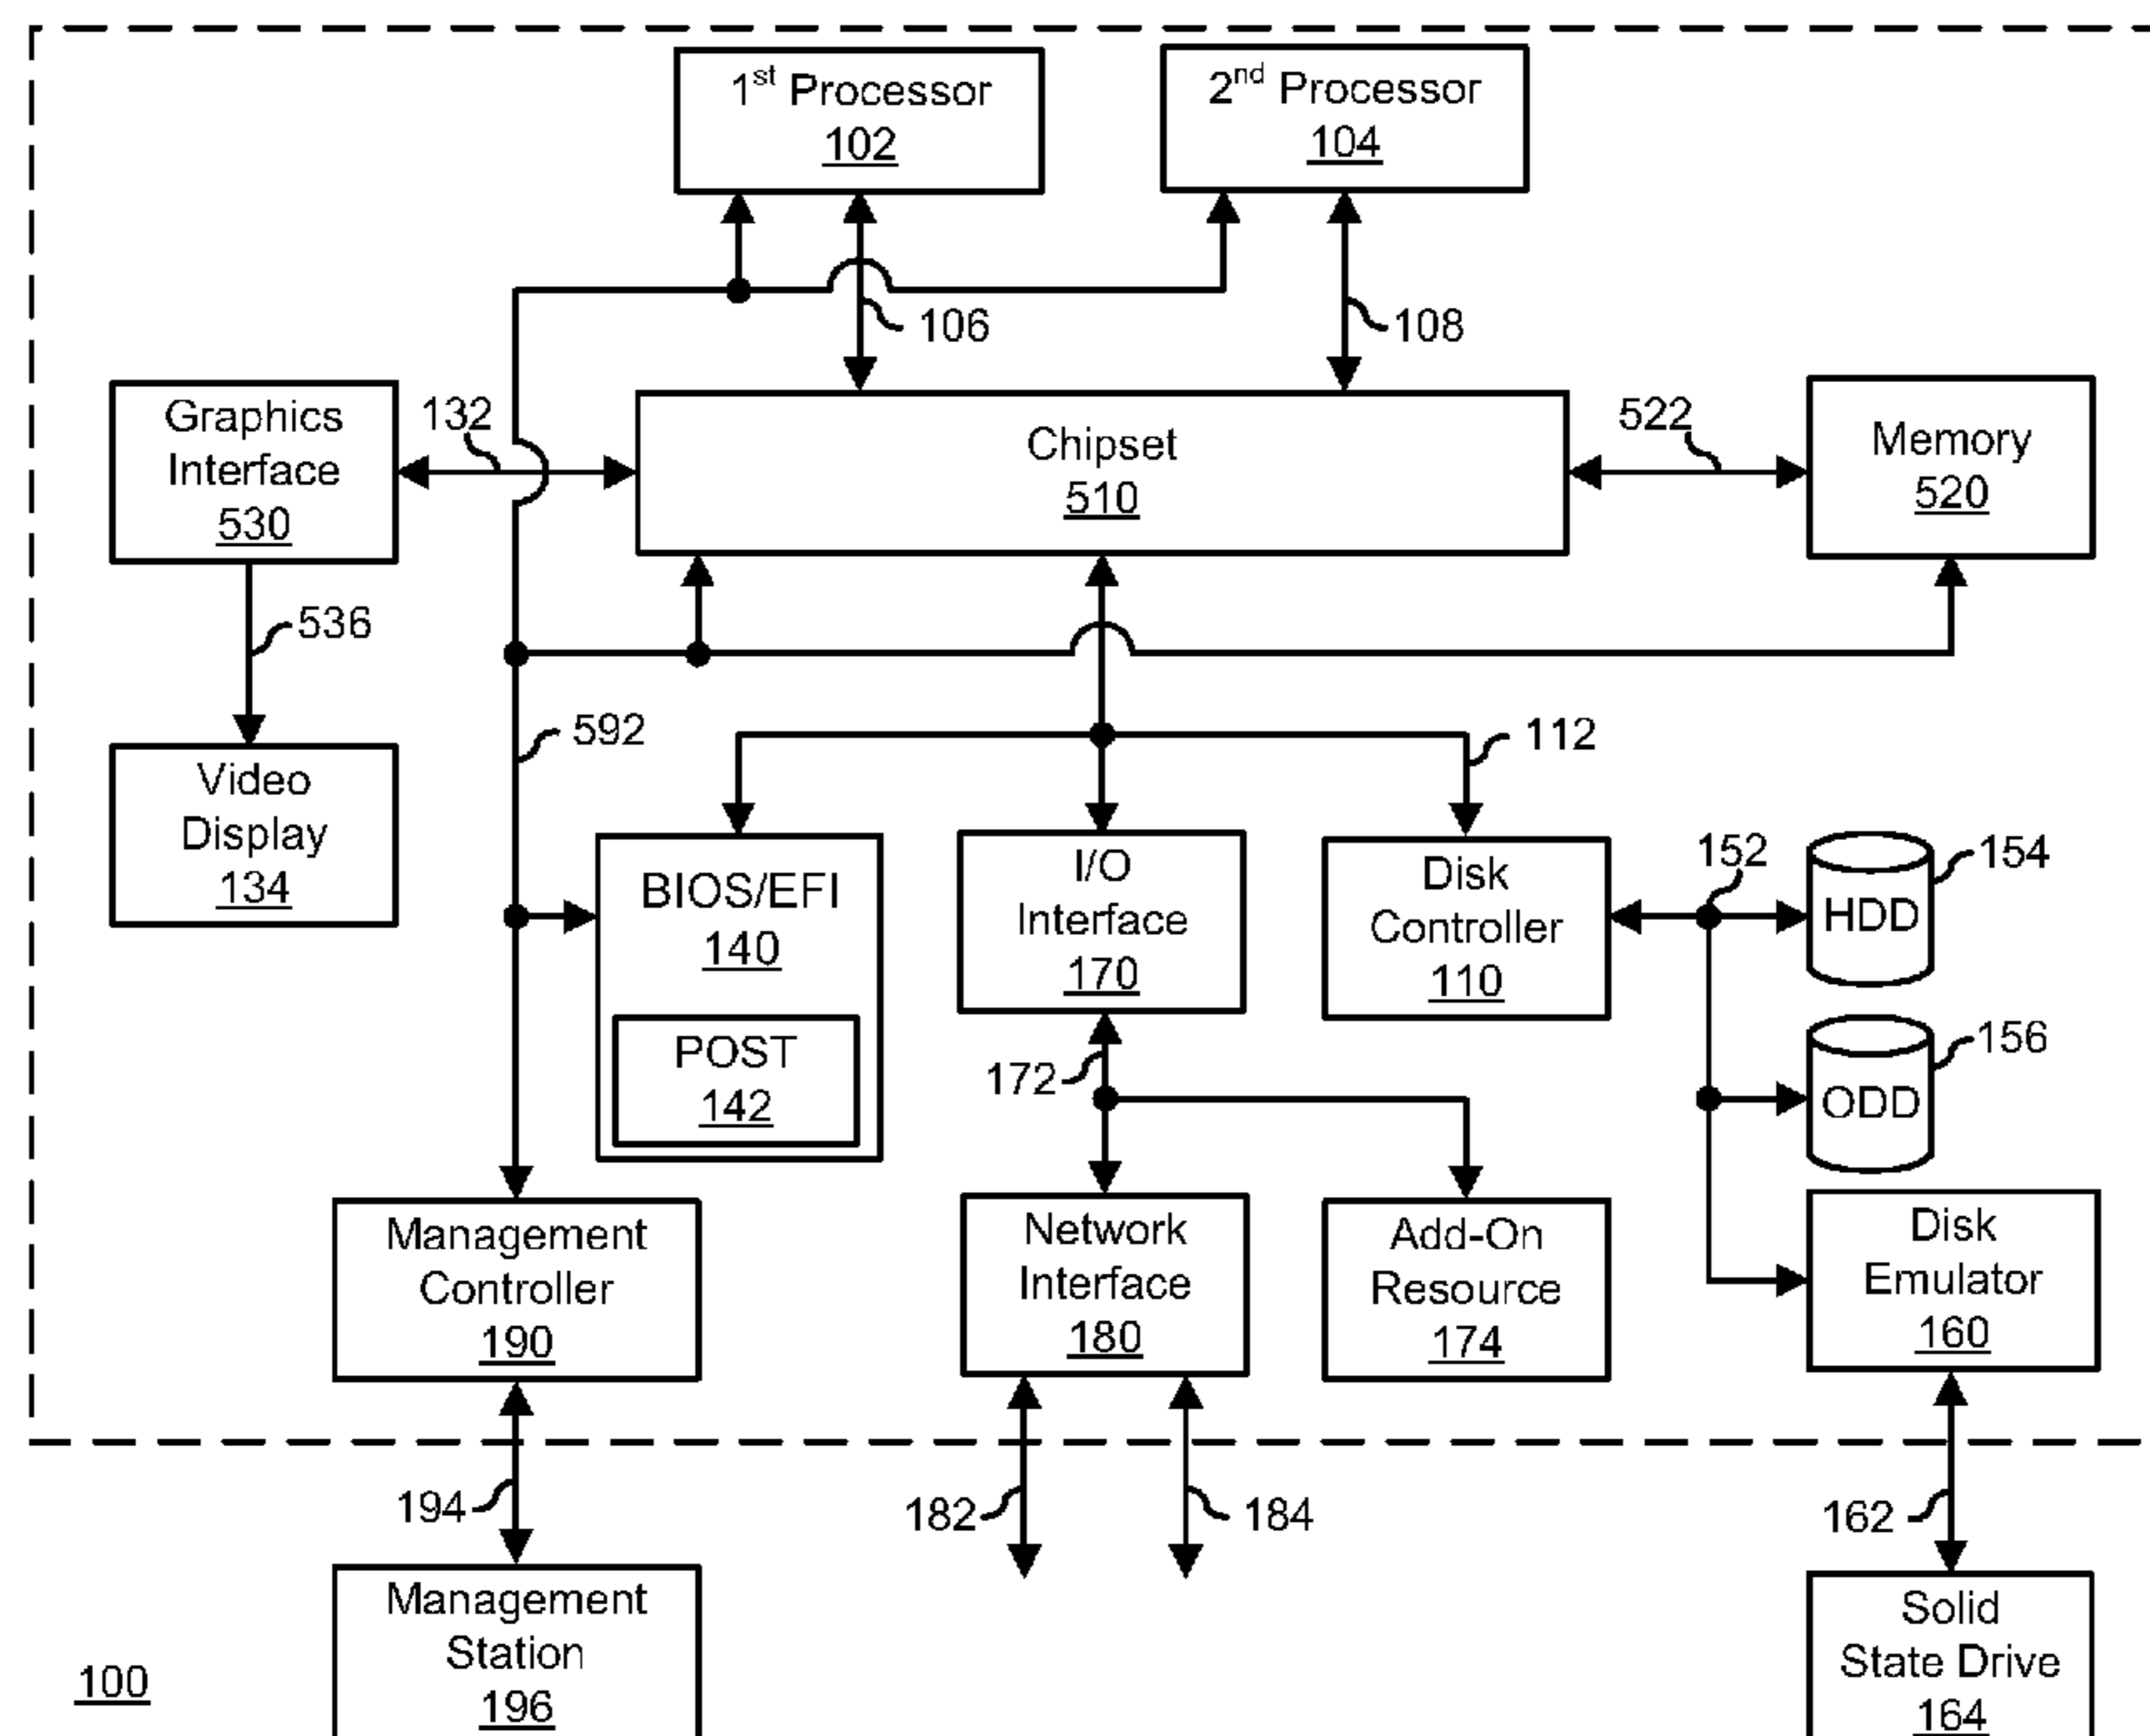 1st Processor
102
2nd Processor
104
106
108
Graphics
Interface
530
132
Chipset
510
522
Memory
520
536
592
112
Video
Display
134
BIOS/EFI
140
POST
142
I/O
Interface
170
Disk
Controller
110
152
HDD
154
ODD
156
172
Management
Controller
190
Network
Interface
180
Add-On
Resource
174
Disk
Emulator
160
194
182
184
162
Management
Station
196
Solid
State Drive
164
100